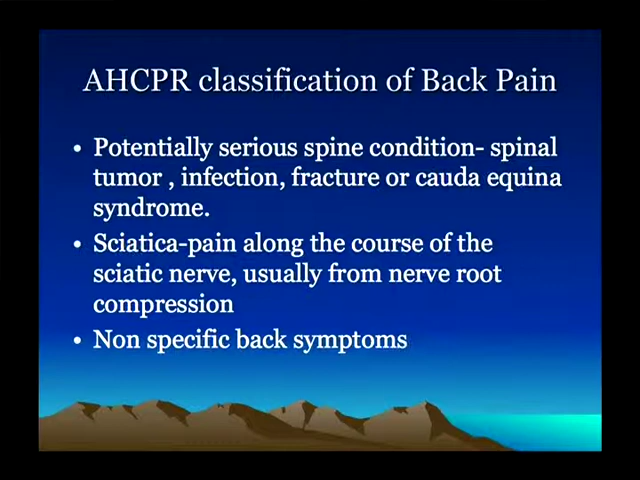 AHCPR classification of Back Pain
• Potentially serious spine condition- spinal
tumor , infection, fracture or cauda equina
syndrome.
• Sciatica-pain along the course of the
sciatic nerve, usually from nerve root
compression
• Non specific back symptoms